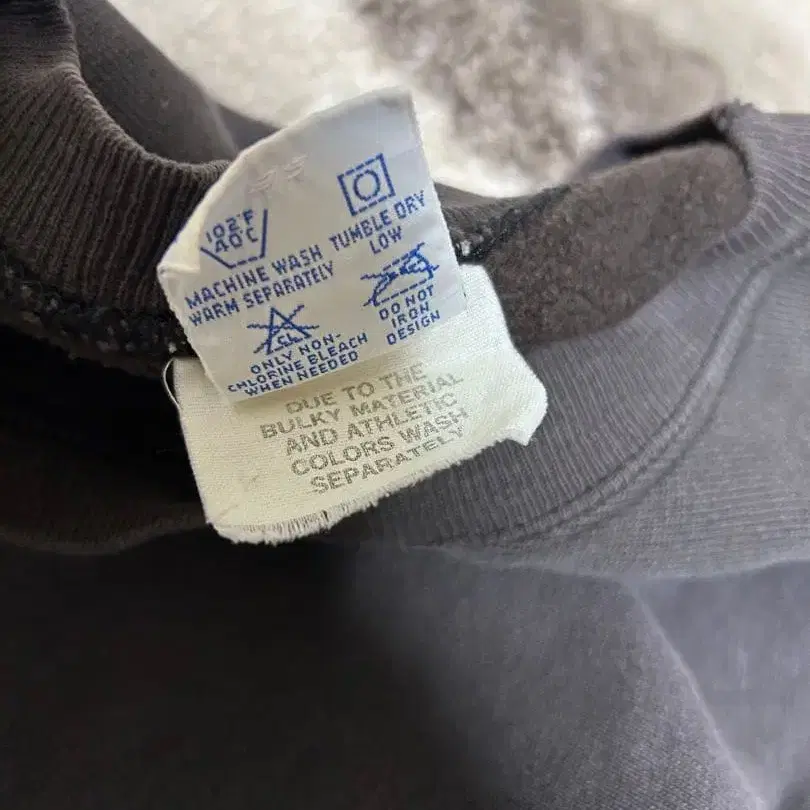 102°F
40°C
MACHINE WASH
WARM SEPARATELY
TUMBLE DRY
LOW
CL
ONLY NON-
CHLORINE BLEACH
WHEN NEEDED
DO NOT
IRON
DESIGN
DUE TO THE
BULKY MATERIAL
AND ATHLETIC
COLORS WASH
SEPARATELY